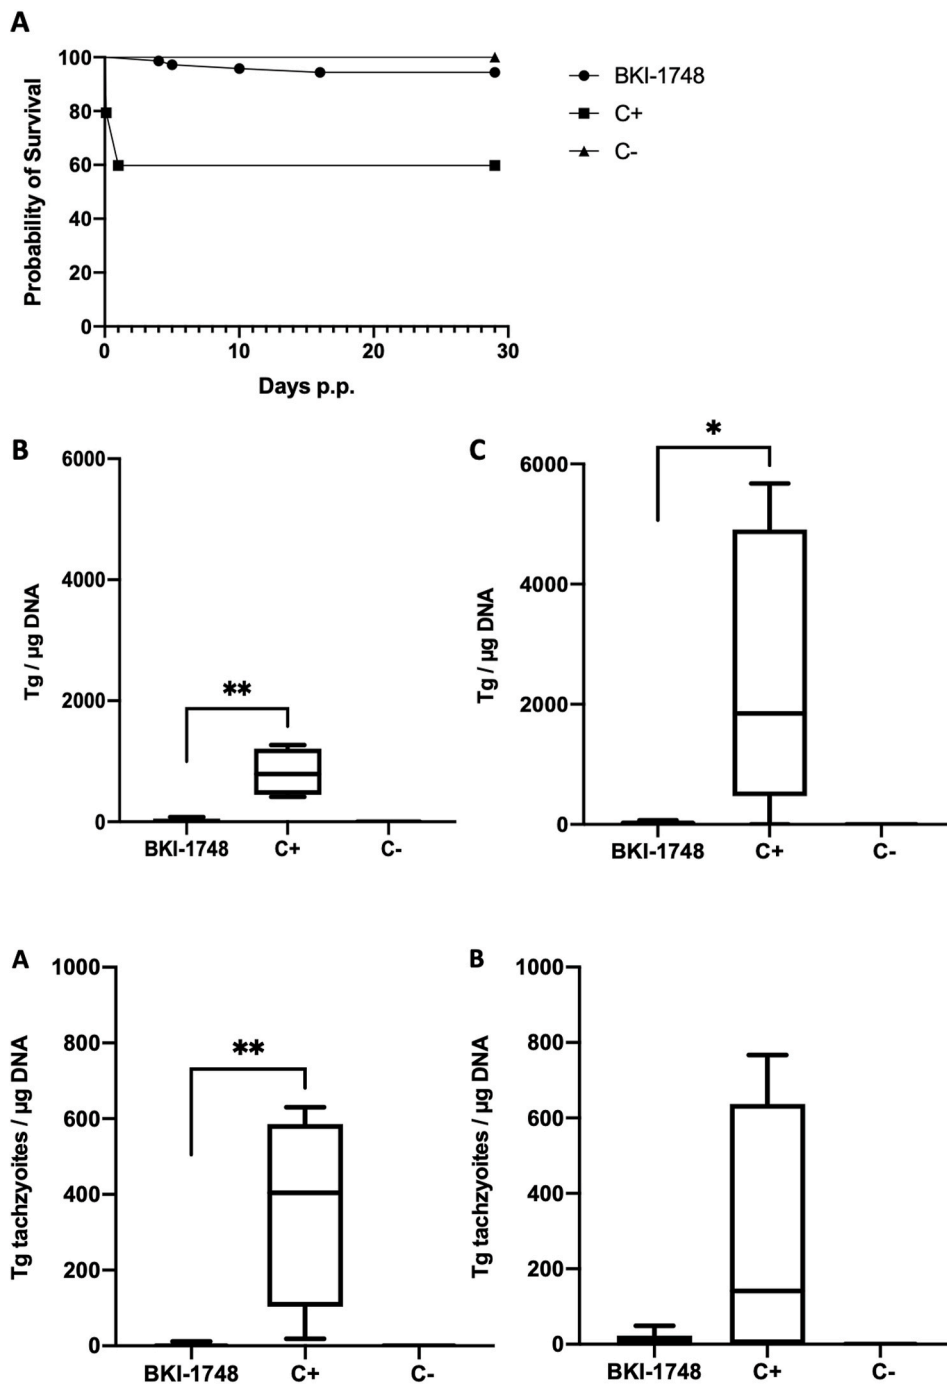 A
Probability of Survival
100
80
60
40
20
0
0 10 20 30
Days p.p.
BKI-1748
C+
C-
B
Tg / µg DNA
6000
4000
2000
0
**
BKI-1748 C+ C-
C
Tg / µg DNA
6000
4000
2000
0
*
BKI-1748 C+ C-
A
Tg tachzyoites / µg DNA
1000
800
600
400
200
0
**
BKI-1748 C+ C-
B
Tg tachzyoites / µg DNA
1000
800
600
400
200
0
BKI-1748 C+ C-